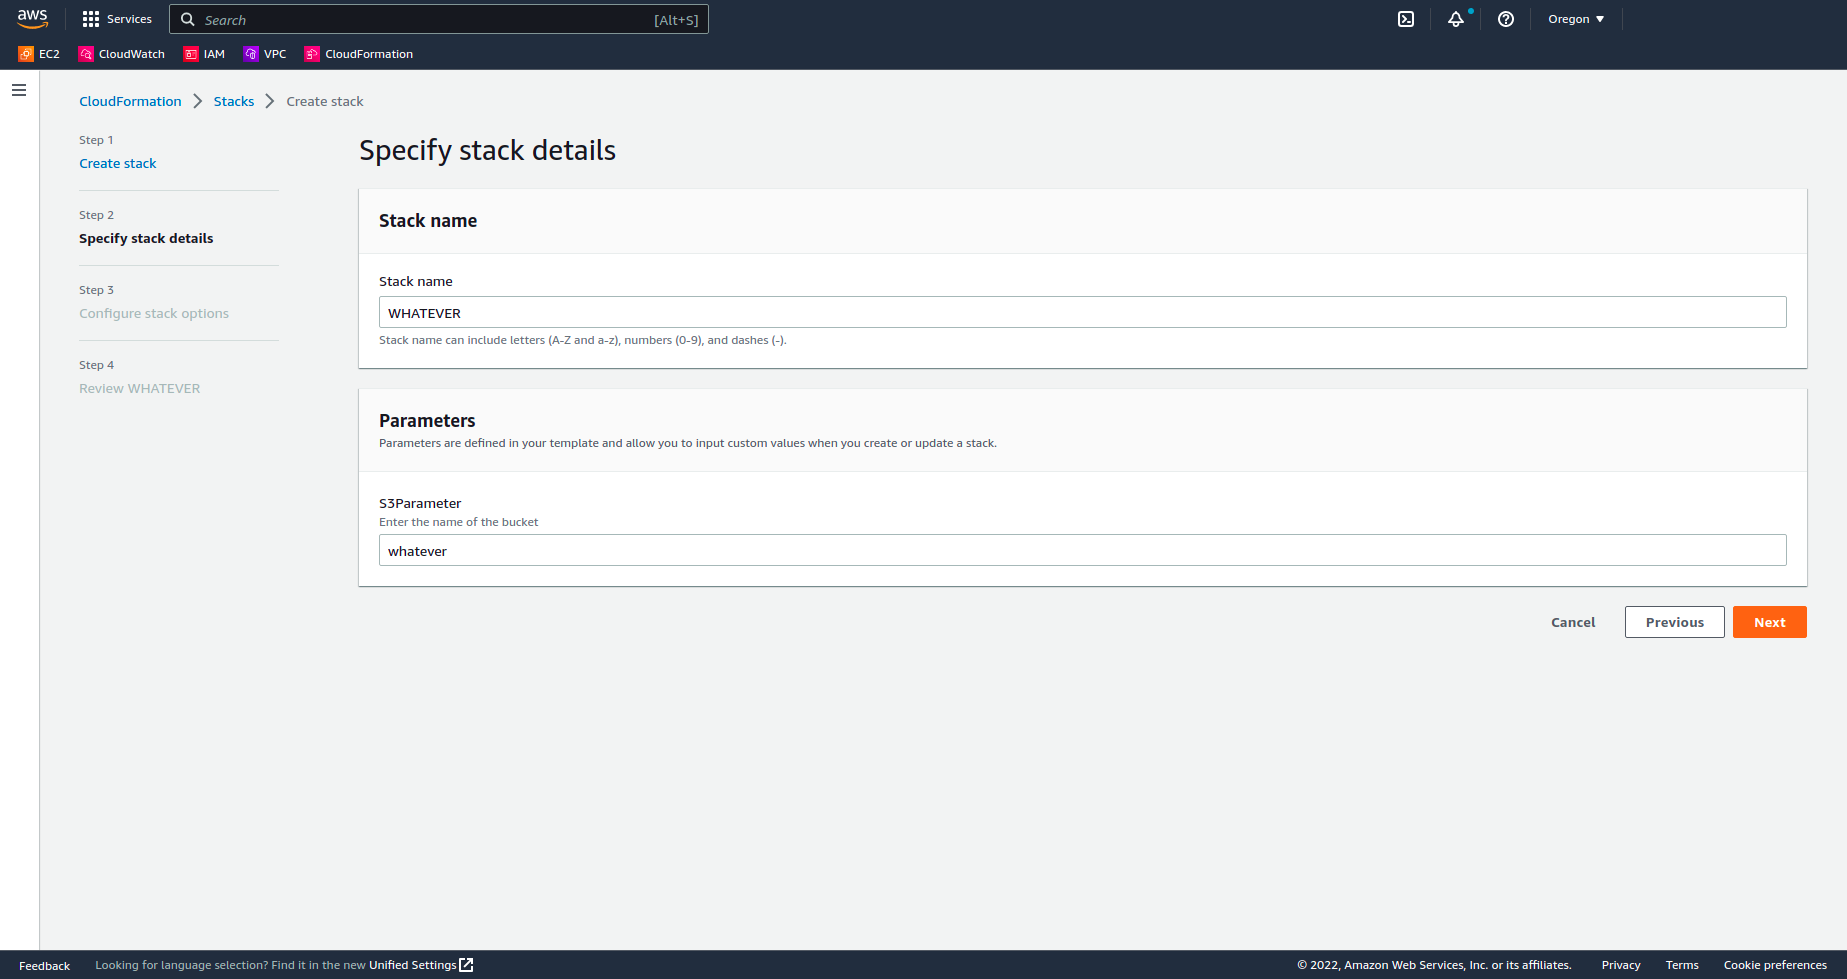 aws Services Search [Alt+S] Oregon ▼
EC2 CloudWatch IAM VPC CloudFormation
CloudFormation > Stacks > Create stack
Step 1
Create stack
Step 2
Specify stack details
Step 3
Configure stack options
Step 4
Review WHATEVER
Specify stack details
Stack name
Stack name
WHATEVER
Stack name can include letters (A-Z and a-z), numbers (0-9), and dashes (-).
Parameters
Parameters are defined in your template and allow you to input custom values when you create or update a stack.
S3Parameter
Enter the name of the bucket
whatever
Cancel Previous Next
Feedback Looking for language selection? Find it in the new Unified Settings © 2022, Amazon Web Services, Inc. or its affiliates. Privacy Terms Cookie preferences